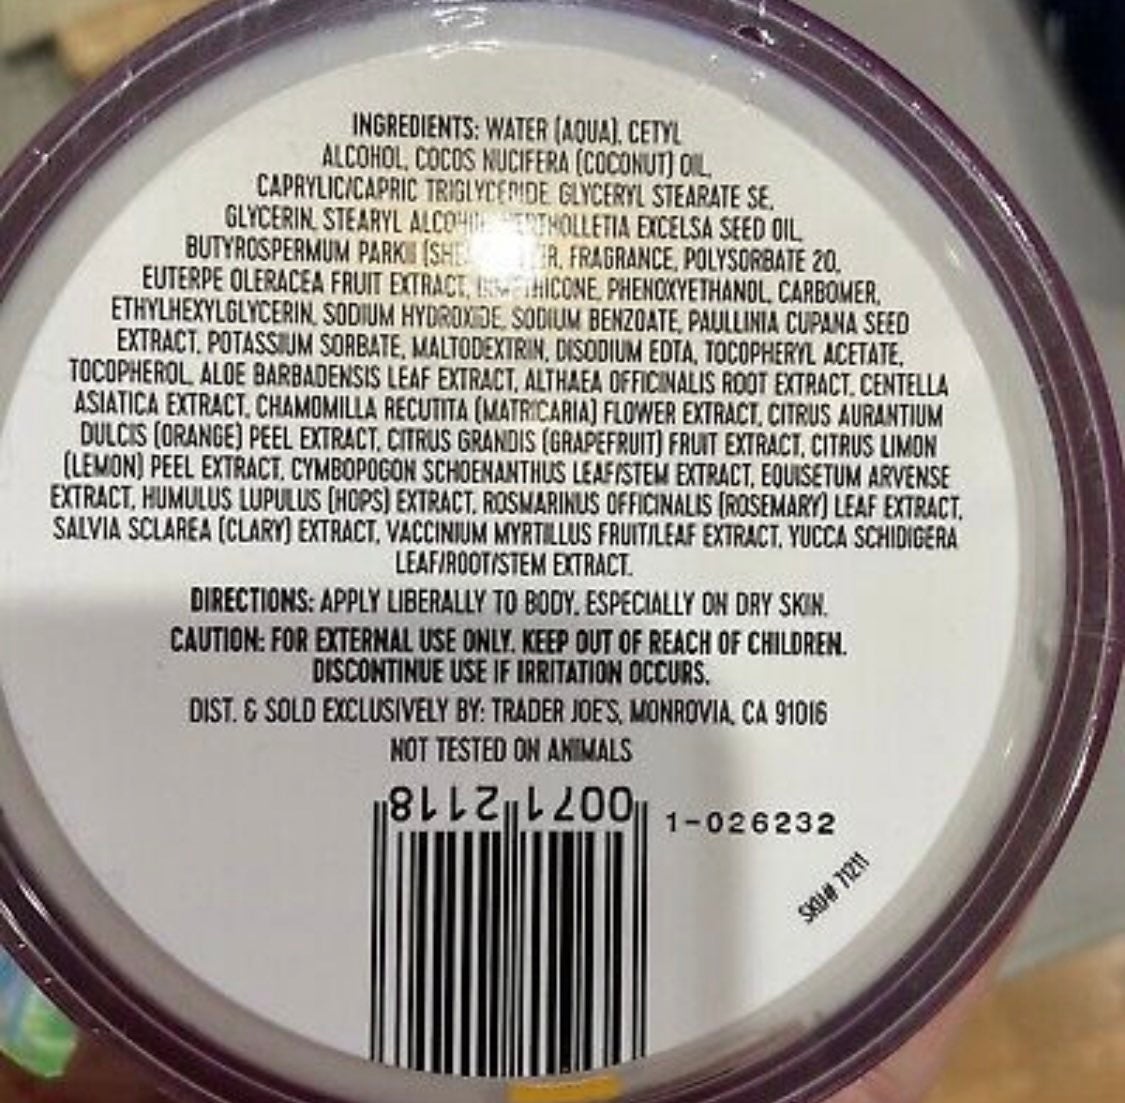 INGREDIENTS: WATER (AQUA), CETYL
ALCOHOL, COCOS NUCIFERA (COCONUT) OIL,
CAPRYLIC/CAPRIC TRIGLYCERIDE, GLYCERYL STEARATE SE,
GLYCERIN, STEARYL EXCELSA SEED OIL,
BUTYROSPERMUM PARKII FRAGRANCE, POLYSORBATE 20,
EUTERPE OLERACEA FRUIT EXTRACT, PHENOXYETHANOL, CARBOMER,
ETHYLHEXYLGLYCERIN, SODIUM HYDROXIDE, SODIUM BENZOATE, PAULLINIA CUPANA SEED
EXTRACT, POTASSIUM SORBATE, MALTODEXTRIN, DISODIUM EDTA, TOCOPHERYL ACETATE,
TOCOPHEROL, ALOE BARBADENSIS LEAF EXTRACT, ALTHAEA OFFICINALIS ROOT EXTRACT, CENTELLA
ASIATICA EXTRACT, CHAMOMILLA RECUTITA (MATRICARIA) FLOWER EXTRACT, CITRUS AURANTIUM
DULCIS (ORANGE) PEEL EXTRACT, CITRUS GRANDIS (GRAPEFRUIT) FRUIT EXTRACT, CITRUS LIMON
(LEMON) PEEL EXTRACT, CYMBOPOGON SCHOENANTHUS LEAF/STEM EXTRACT, EQUISETUM ARVENSE
EXTRACT, HUMULUS LUPULUS (HOPS) EXTRACT, ROSMARINUS OFFICINALIS (ROSEMARY) LEAF EXTRACT,
SALVIA SCLAREA (CLARY) EXTRACT, VACCINIUM MYRTILLUS FRUIT/LEAF EXTRACT, YUCCA SCHIDIGERA
LEAF/ROOT/STEM EXTRACT.
DIRECTIONS: APPLY LIBERALLY TO BODY, ESPECIALLY ON DRY SKIN.
CAUTION: FOR EXTERNAL USE ONLY. KEEP OUT OF REACH OF CHILDREN.
DISCONTINUE USE IF IRRITATION OCCURS.
DIST. & SOLD EXCLUSIVELY BY: TRADER JOE'S, MONROVIA, CA 91016
NOT TESTED ON ANIMALS
0071 2118
1-026232
SKU# 71211